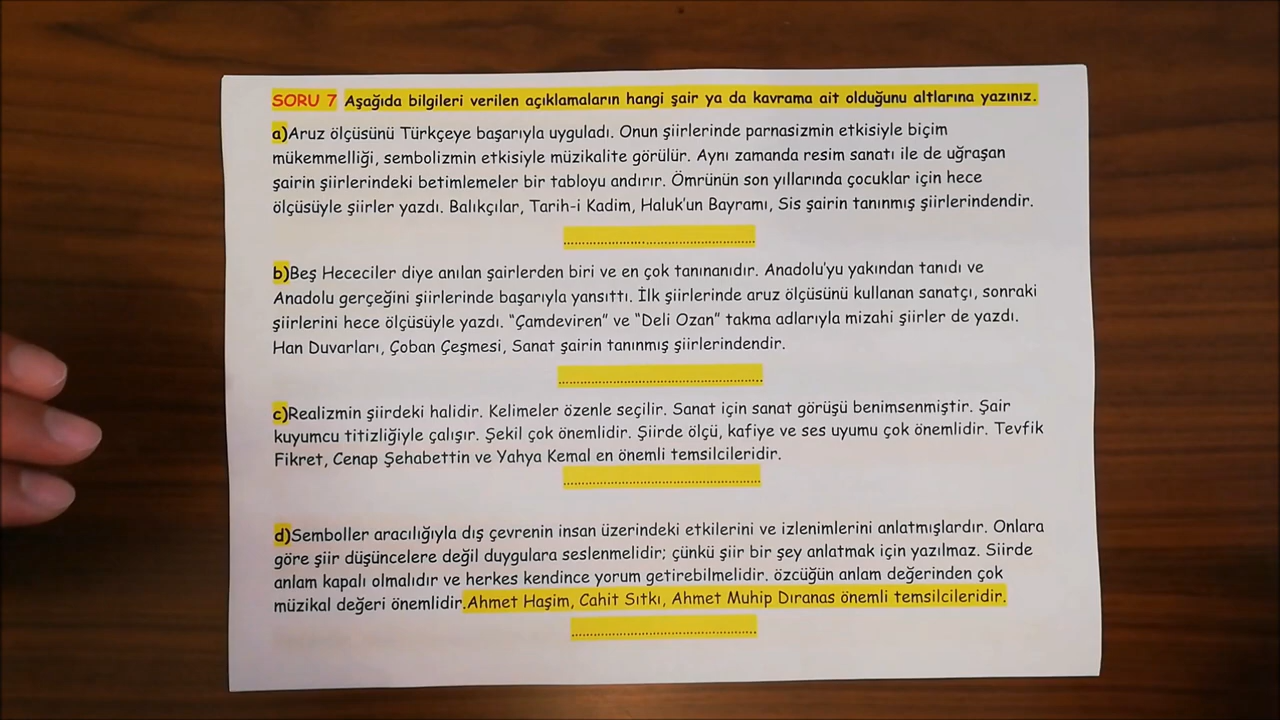 SORU 7 Aşağıda bilgileri verilen açıklamaların hangi şair ya da kavrama ait olduğunu altlarına yazınız.
a)Aruz ölçüsünü Türkçeye başarıyla uyguladı. Onun şiirlerinde parnasizmin etkisiyle biçim
mükemmelliği, sembolizmin etkisiyle müzikalite görülür. Aynı zamanda resim sanatı ile de uğraşan
şairin şiirlerindeki betimlemeler bir tabloyu andırır. Ömrünün son yıllarında çocuklar için hece
ölçüsüyle şiirler yazdı. Balıkçılar, Tarih-i Kadim, Haluk'un Bayramı, Sis şairin tanınmış şiirlerindendir.
................................................
b)Beş Hececiler diye anılan şairlerden biri ve en çok tanınanıdır. Anadolu'yu yakından tanıdı ve
Anadolu gerçeğini şiirlerinde başarıyla yansıttı. İlk şiirlerinde aruz ölçüsünü kullanan sanatçı, sonraki
şiirlerini hece ölçüsüyle yazdı. "Çamdeviren" ve "Deli Ozan" takma adlarıyla mizahi şiirler de yazdı.
Han Duvarları, Çoban Çeşmesi, Sanat şairin tanınmış şiirlerindendir.
...................................................
c)Realizmin şiirdeki halidir. Kelimeler özenle seçilir. Sanat için sanat görüşü benimsenmiştir. Şair
kuyumcu titizliğiyle çalışır. Şekil çok önemlidir. Şiirde ölçü, kafiye ve ses uyumu çok önemlidir. Tevfik
Fikret, Cenap Şehabettin ve Yahya Kemal en önemli temsilcileridir.
.................................................
d)Semboller aracılığıyla dış çevrenin insan üzerindeki etkilerini ve izlenimlerini anlatmışlardır. Onlara
göre şiir düşüncelere değil duygulara seslenmelidir; çünkü şiir bir şey anlatmak için yazılmaz. Siirde
anlam kapalı olmalıdır ve herkes kendince yorum getirebilmelidir. özcüğün anlam değerinden çok
müzikal değeri önemlidir.Ahmet Haşim, Cahit Sıtkı, Ahmet Muhip Dıranas önemli temsilcileridir.
..............................................